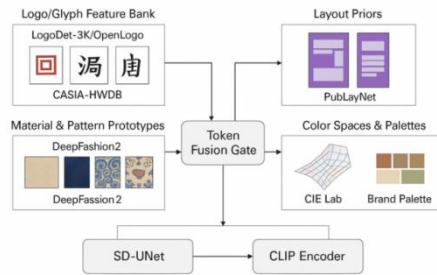 Logo/Glyph Feature Bank
LogoDet-3K/OpenLogo
CASIA-HWDB
Material & Pattern Prototypes
DeepFashion2
DeepFassion2
Token
Fusion Gate
Layout Priors
PubLayNet
Color Spaces & Palettes
CIE Lab
Brand Palette
SD-UNet
CLIP Encoder